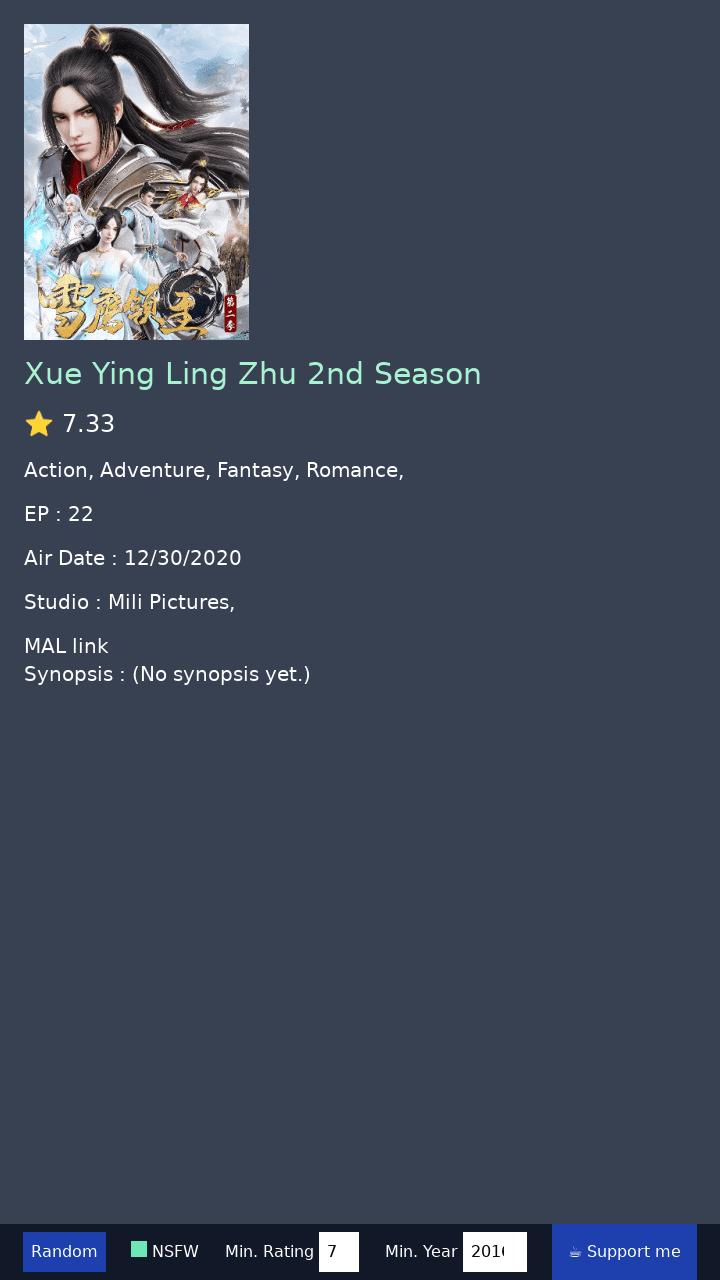 雪鹰领主
第二季
Xue Ying Ling Zhu 2nd Season
7.33
Action, Adventure, Fantasy, Romance,
EP : 22
Air Date : 12/30/2020
Studio : Mili Pictures,
MAL link
Synopsis : (No synopsis yet.)
Random NSFW Min. Rating 7 Min. Year 2016 Support me